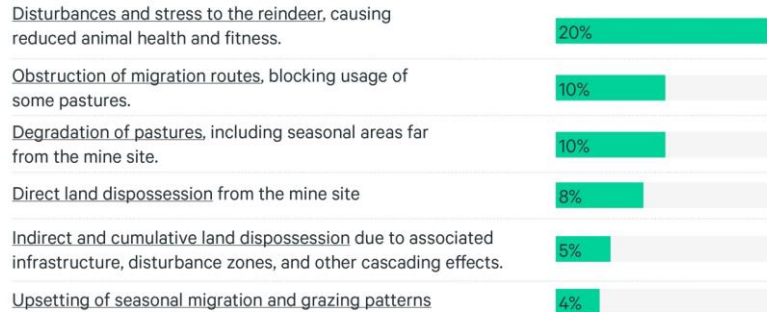 Disturbances and stress to the reindeer, causing
reduced animal health and fitness.
20%
Obstruction of migration routes, blocking usage of
some pastures.
10%
Degradation of pastures, including seasonal areas far
from the mine site.
10%
Direct land dispossession from the mine site
8%
Indirect and cumulative land dispossession due to associated
infrastructure, disturbance zones, and other cascading effects.
5%
Upsetting of seasonal migration and grazing patterns
4%